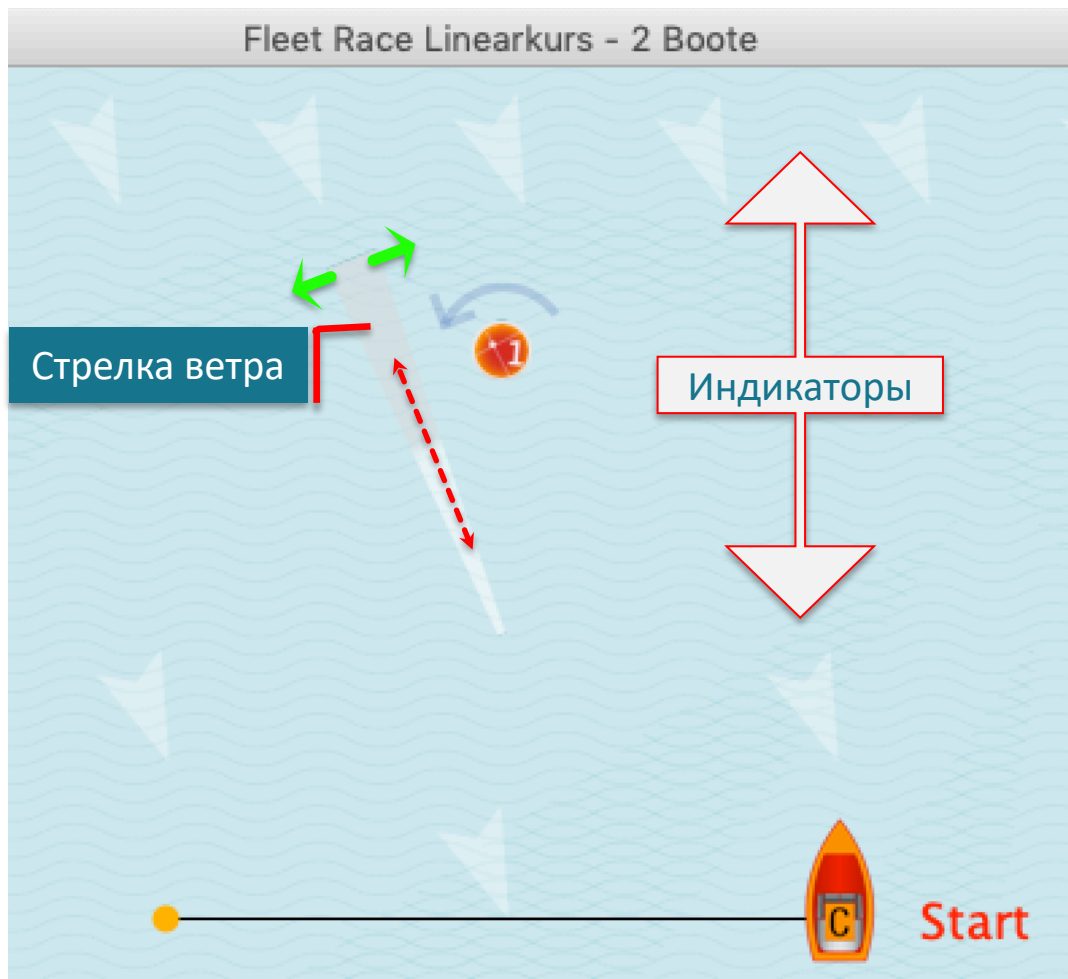 Fleet Race Linearkurs - 2 Boote
1
Стрелка ветра
Индикаторы
C
Start